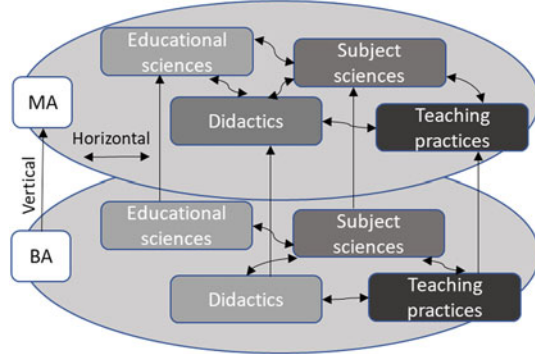 Educational
sciences
Subject
sciences
MA
Didactics
Teaching
practices
Horizontal
Vertical
Educational
sciences
Subject
sciences
BA
Didactics
Teaching
practices